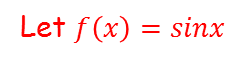 Let f(x) = sinx